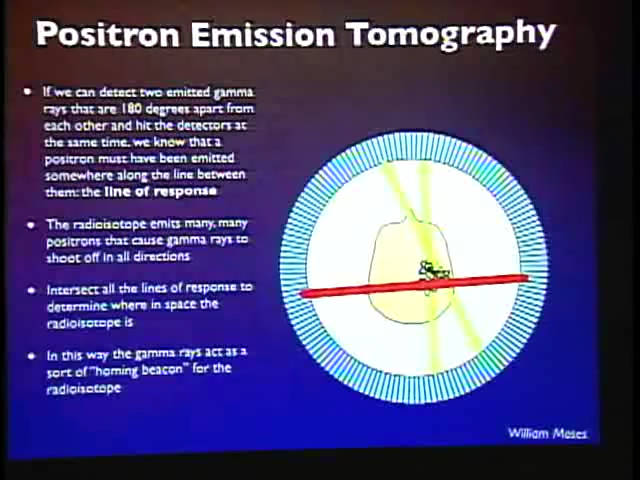 Positron Emission Tomography
• If we can detect two emitted gamma
rays that are 180 degrees apart from
each other and hit the detectors at
the same time, we know that a
positron must have been emitted
somewhere along the line between
them: the line of response
• The radioisotope emits many, many
positrons that cause gamma rays to
shoot off in all directions
• Intersect all the lines of response to
determine where in space the
radioisotope is
• In this way the gamma rays act as a
sort of "homing beacon" for the
radioisotope
William Moses